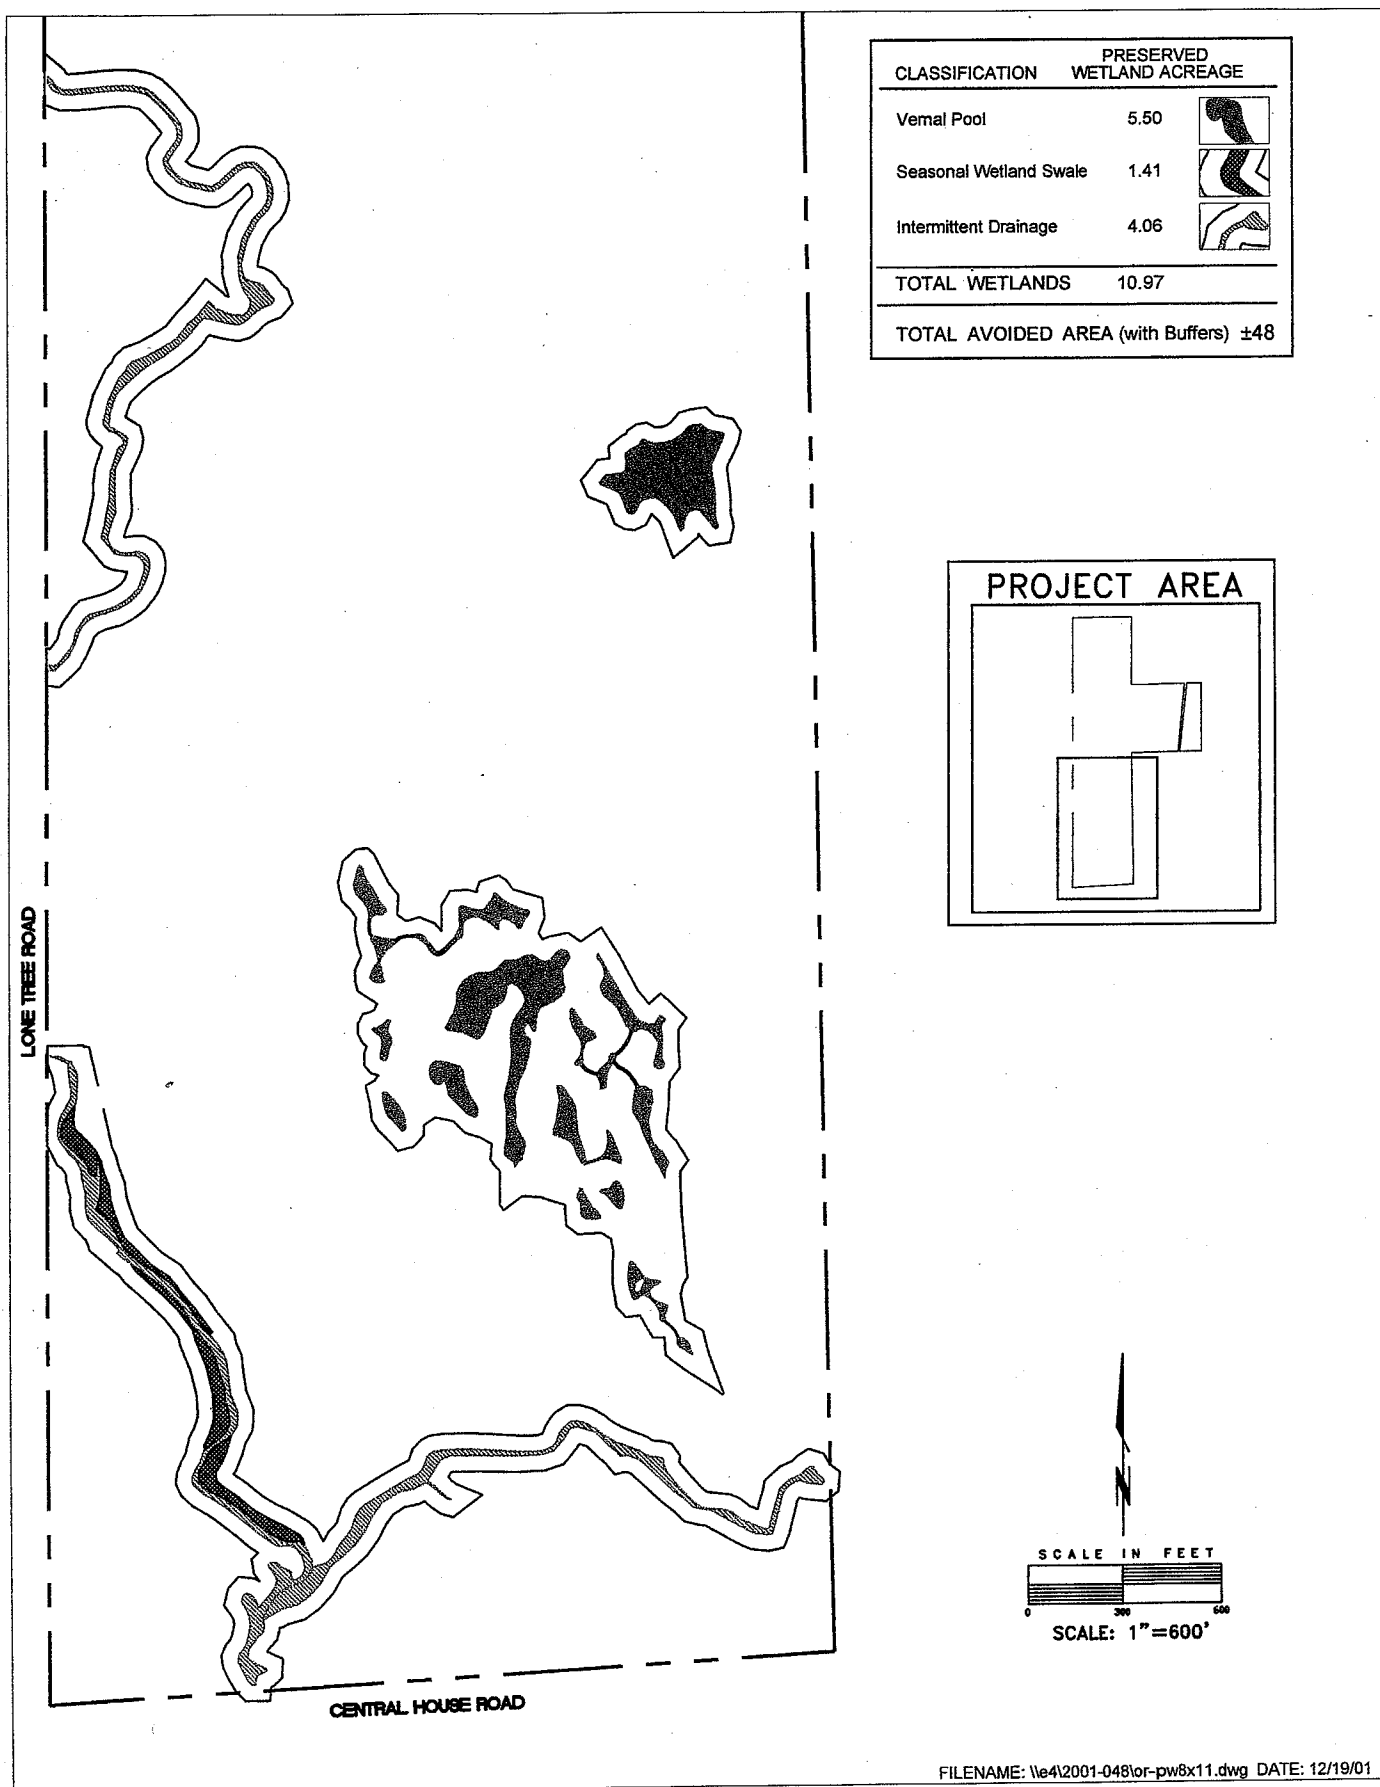 PRESERVED
CLASSIFICATION WETLAND ACREAGE
Vernal Pool 5.50
Seasonal Wetland Swale 1.41
Intermittent Drainage 4.06
TOTAL WETLANDS 10.97
TOTAL AVOIDED AREA (with Buffers) ±48
PROJECT AREA
LONE TREE ROAD
N
SCALE IN FEET
0 300 600
SCALE: 1"=600'
CENTRAL HOUSE ROAD
FILENAME: \\e4\2001-048\or-pw8x11.dwg DATE: 12/19/01